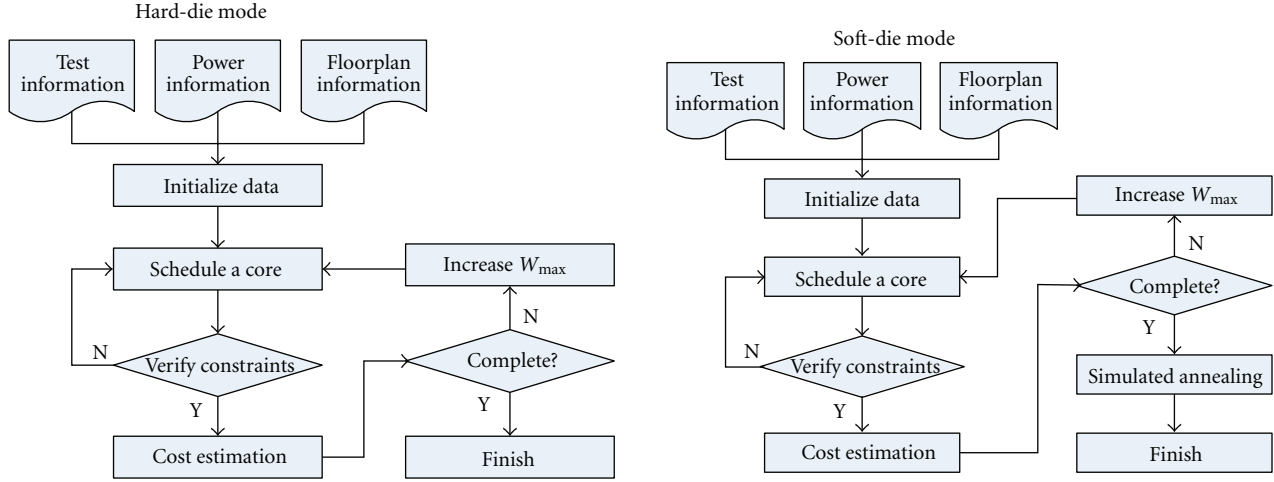 Hard-die mode
Test
information
Power
information
Floorplan
information
Initialize data
Schedule a core
Increase Wmax
N
Verify constraints
N
Complete?
Y
Y
Cost estimation
Finish
Soft-die mode
Test
information
Power
information
Floorplan
information
Initialize data
Increase Wmax
N
Schedule a core
Complete?
Y
N
Verify constraints
Simulated annealing
Y
Cost estimation
Finish